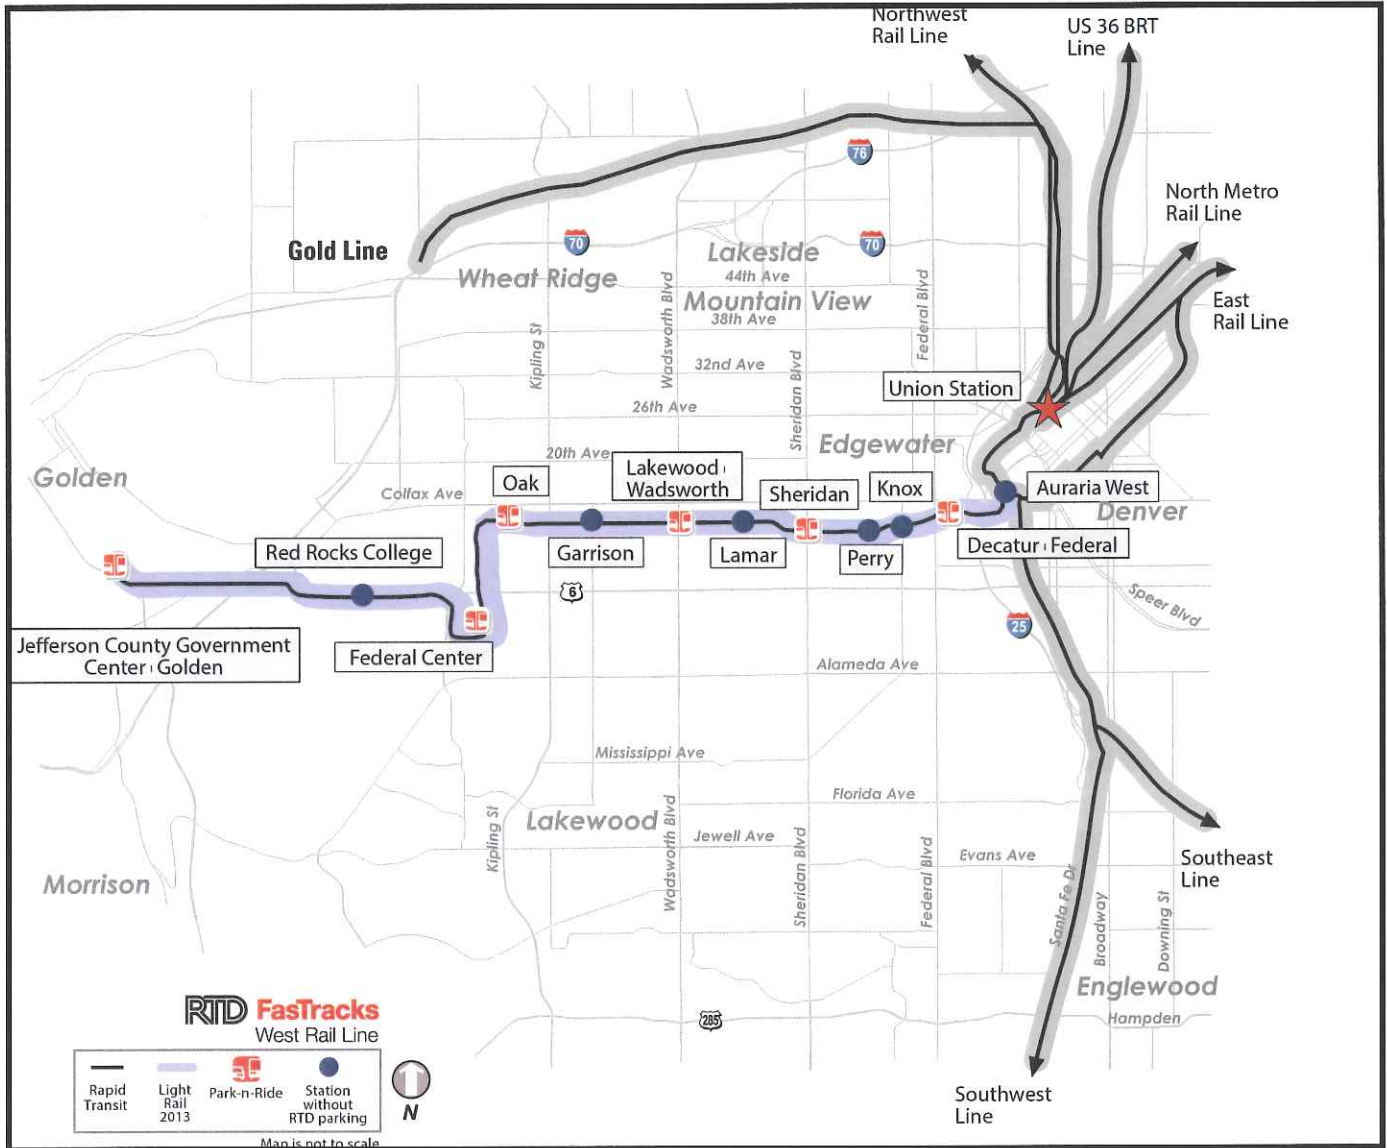 Northwest
Rail Line
US 36 BRT
Line
76
North Metro
Rail Line
Gold Line
70
70
Lakeside
Wheat Ridge
44th Ave
Mountain View
38th Ave
East
Rail Line
Kipling St
Wadsworth Blvd
Federal Blvd
32nd Ave
Sheridan Blvd
Union Station
26th Ave
Edgewater
20th Ave
Golden
Colfax Ave
Oak
Lakewood
Wadsworth
Sheridan
Knox
Auraria West
Denver
Red Rocks College
Garrison
Lamar
Perry
Decatur Federal
6
Speer Blvd
25
Jefferson County Government
Center Golden
Federal Center
Alameda Ave
Mississippi Ave
Florida Ave
Lakewood
Jewell Ave
Kipling St
Wadsworth Blvd
Sheridan Blvd
Federal Blvd
Evans Ave
Southeast
Line
Morrison
Santa Fe Dr
Broadway
Downing St
Englewood
Hampden
285
RTD FasTracks
West Rail Line
Rapid
Transit
Light
Rail
2013
Park-n-Ride
Station
without
RTD parking
N
Map is not to scale
Southwest
Line